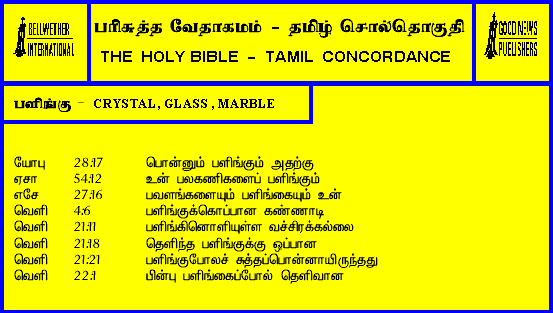 BELLWETHER
INTERNATIONAL
பரிசுத்த வேதாகமம் - தமிழ் சொல்தொகுதி
THE HOLY BIBLE - TAMIL CONCORDANCE
GOOD NEWS
PUBLISHERS
பளிங்கு - CRYSTAL, GLASS , MARBLE
யோபு 28:17 பொன்னும் பளிங்கும் அதற்கு
ஏசா 54:12 உன் பலகணிகளைப் பளிங்கும்
எசே 27:16 பவளங்களையும் பளிங்கையும் உன்
வெளி 4:6 பளிங்குக்கொப்பான கண்ணாடி
வெளி 21:11 பளிங்கினொளியுள்ள வச்சிரக்கல்லை
வெளி 21:18 தெளிந்த பளிங்குக்கு ஒப்பான
வெளி 21:21 பளிங்குபோலச் சுத்தப்பொன்னாயிருந்தது
வெளி 22:1 பின்பு பளிங்கைப்போல் தெளிவான